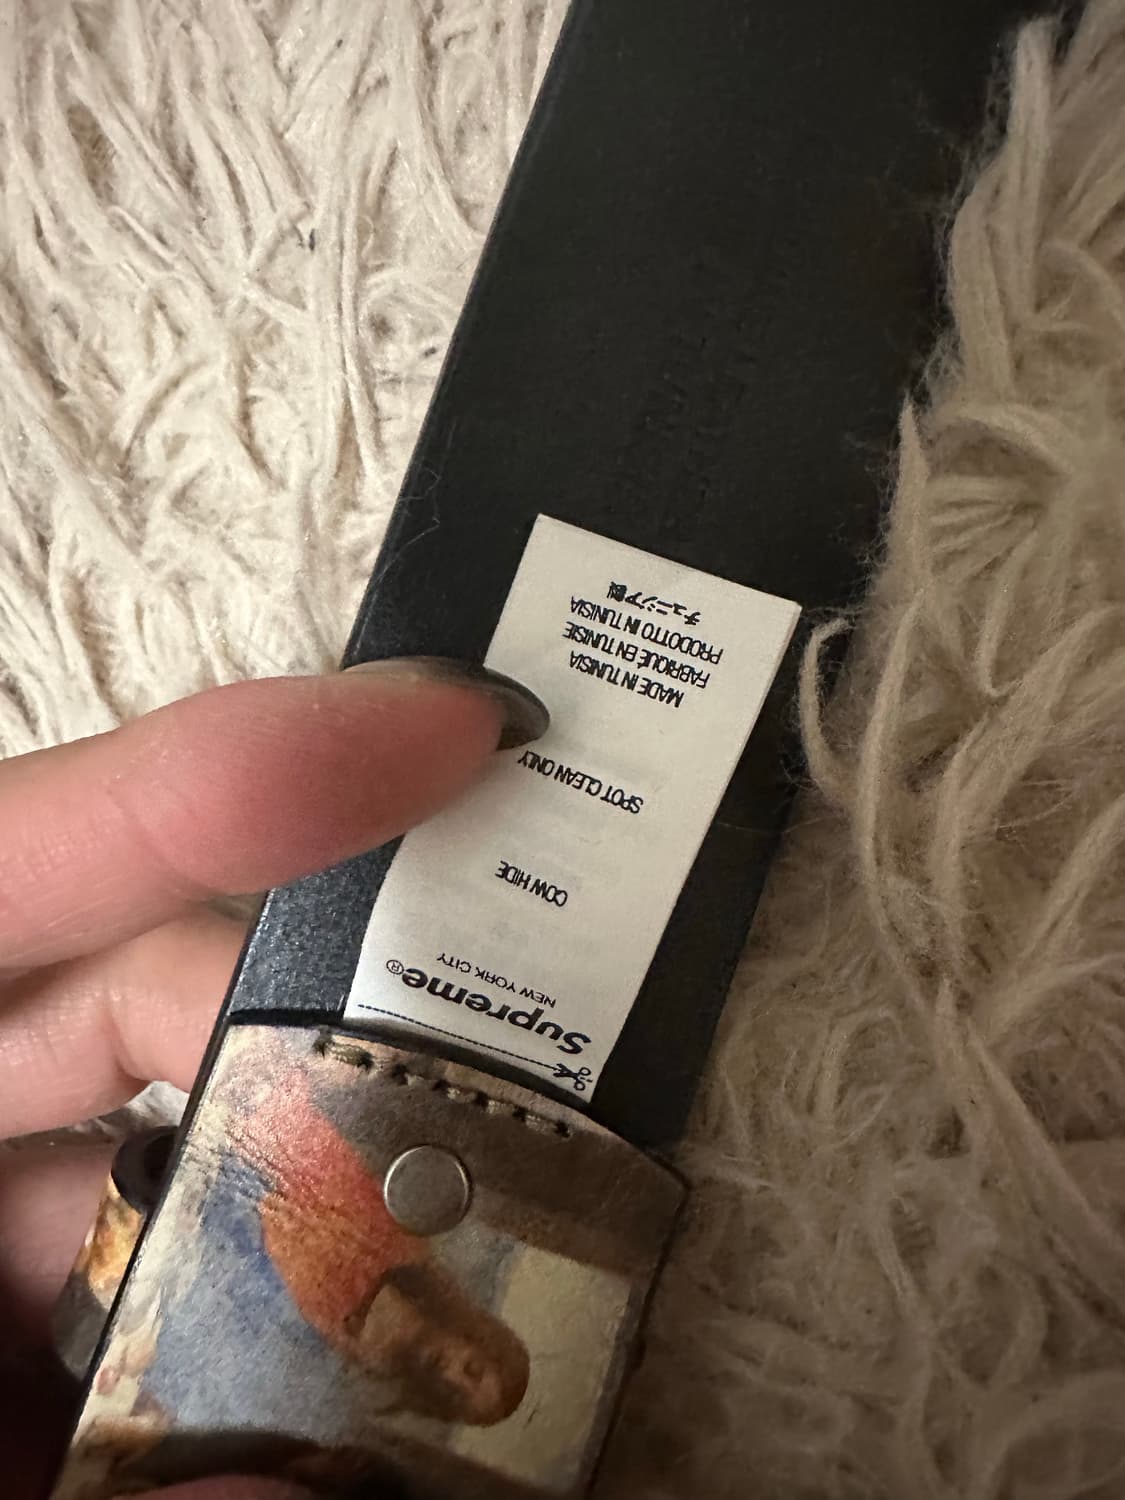 Supreme®
NEW YORK CITY
COW HIDE
SPOT CLEAN ONLY
MADE IN TUNISIA
FABRIQUÉ EN TUNISIE
PRODOTTO IN TUNISIA
チュニジア製